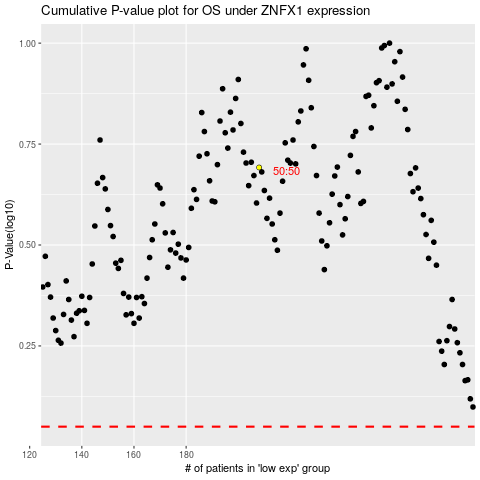 Cumulative P-value plot for OS under ZNFX1 expression
P-Value(log10)
1.00
0.75
0.50
0.25
50:50
120 140 160 180
# of patients in 'low exp' group